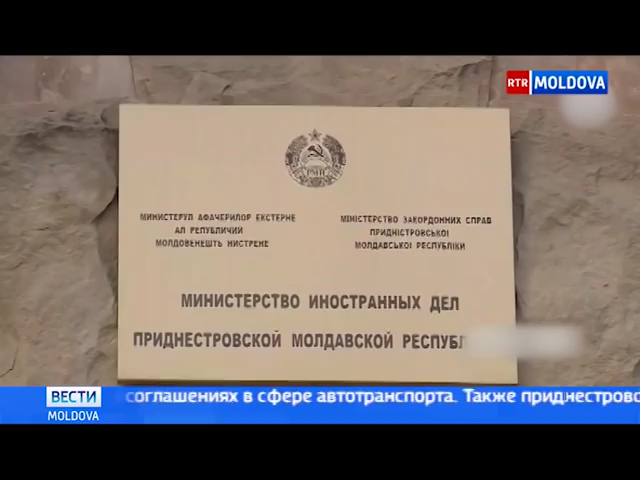 RTR MOLDOVA
МИНИСТЕРУЛ АФАЧЕРИЛОР ЕКСТЕРНЕ
АЛ РЕПУБЛИЧИЙ
МОЛДОВЕНЕШТЬ НИСТРЕНЕ
МІНІСТЕРСТВО ЗАКОРДОННИХ СПРАВ
ПРИДНІСТРОВСЬКОЇ
МОЛДАВСЬКОЇ РЕСПУБЛІКИ
МИНИСТЕРСТВО ИНОСТРАННЫХ ДЕЛ
ПРИДНЕСТРОВСКОЙ МОЛДАВСКОЙ
ВЕСТИ
MOLDOVA
соглашениях в сфере автотранспорта. Также